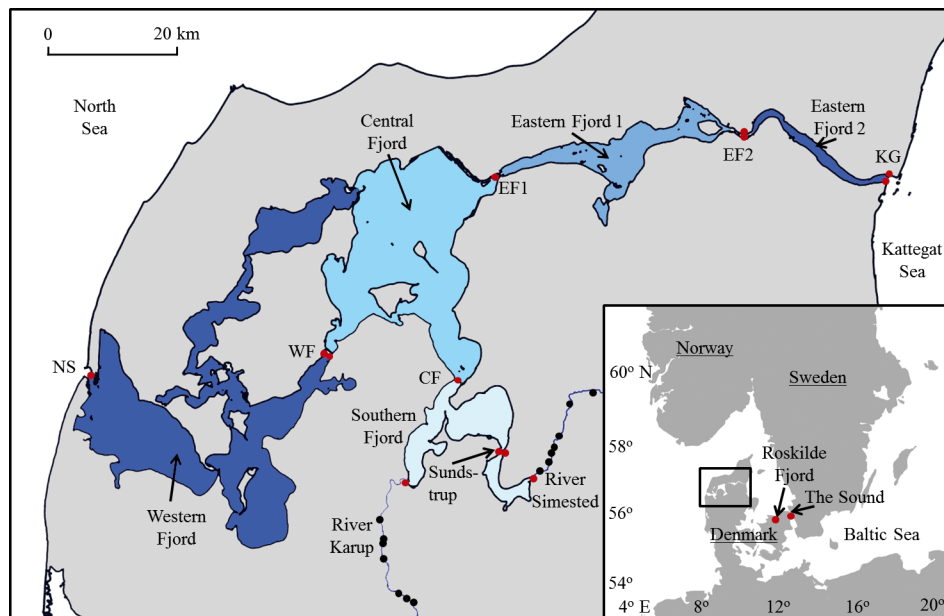 0
20 km
North
Sea
Central
Fjord
Eastern Fjord 1
Eastern
Fjord 2
EF2
KG
EF1
Kattegat
Sea
NS
WF
CF
Southern
Fjord
Sunds-
trup
River
Simested
Western
Fjord
River
Karup
Norway
60° N
Sweden
58° N
Roskilde
Fjord
The Sound
56° N
Denmark
Baltic Sea
54° N
4° E
8°
12°
16°
20°